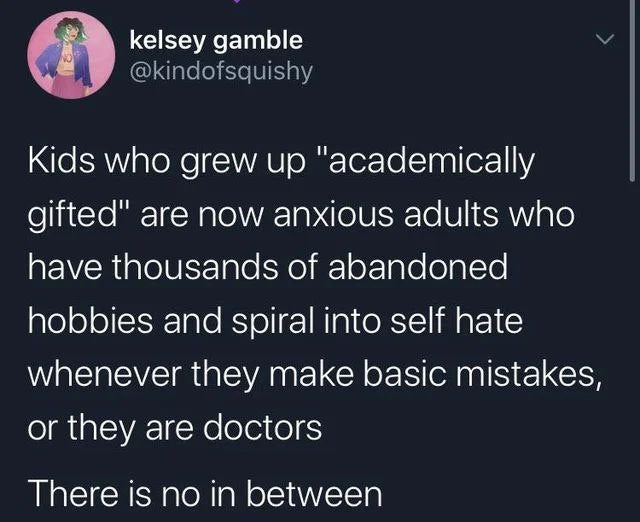 kelsey gamble
@kindofsquishy
Kids who grew up "academically
gifted" are now anxious adults who
have thousands of abandoned
hobbies and spiral into self hate
whenever they make basic mistakes,
or they are doctors
There is no in between